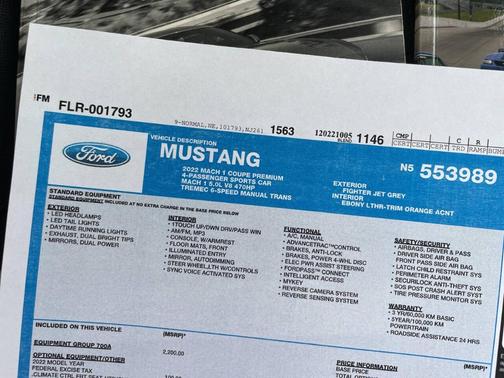 FM FLR-001793
9-NORMAL,NE,101793,NJ261 1563 120221005 1146
BLEND
CMP C R
CERT CERT CERT TRD RAMP BUMP
Ford
VEHICLE DESCRIPTION
MUSTANG
N5 553989
2022 MACH 1 COUPE PREMIUM
4-PASSENGER SPORTS CAR
MACH 1 5.0L V8 470HP
TREMEC 6-SPEED MANUAL TRANS
EXTERIOR
FIGHTER JET GREY
INTERIOR
EBONY LTHR-TRIM ORANGE ACNT
STANDARD EQUIPMENT
STANDARD EQUIPMENT INCLUDED AT NO EXTRA CHARGE IN THE BASE PRICE BELOW
EXTERIOR
• LED HEADLAMPS
• LED TAIL LIGHTS
• DAYTIME RUNNING LIGHTS
• EXHAUST, DUAL BRIGHT TIPS
• MIRRORS, DUAL POWER
INTERIOR
• 1TOUCH UP/DWN DRV/PASS WIN
• AM/FM, MP3
• CONSOLE, W/ARMREST
• FLOOR MATS, FRONT
• ILLUMINATED ENTRY
• MIRROR, AUTODIMMING
• STEER WHEEL,LTH W/CONTROLS
• SYNC VOICE ACTIVATED SYS
FUNCTIONAL
• A/C, MANUAL
• ADVANCETRAC™CONTROL
• BRAKES, ANTI-LOCK
• BRAKES, POWER 4-WHL DISC
• ELEC PWR ASSIST STEERING
• FORDPASS™ CONNECT
• INTELLIGENT ACCESS
• MYKEY
• REVERSE CAMERA SYSTEM
• REVERSE SENSING SYSTEM
SAFETY/SECURITY
• AIRBAGS, DRIVER & PASS
• DRIVER SIDE AIR BAG
FRONT PASS SIDE AIR BAG
• LATCH CHILD RESTRAINT SYS
• PERIMETER ALARM
• SECURILOCK ANTI-THEFT SYS
• SOS POST CRASH ALERT SYST
• TIRE PRESSURE MONITOR SYS
WARRANTY
• 3 YR/60,000 KM BASIC
• 5YEAR/100,000 KM
POWERTRAIN
• ROADSIDE ASSISTANCE 24 HRS
INCLUDED ON THIS VEHICLE
(MSRP)*
EQUIPMENT GROUP 700A
2,200.00
OPTIONAL EQUIPMENT/OTHER
2022 MODEL YEAR
FEDERAL EXCISE TAX
PRICE INFORMATION
(MSRP)*
BASE PRICE